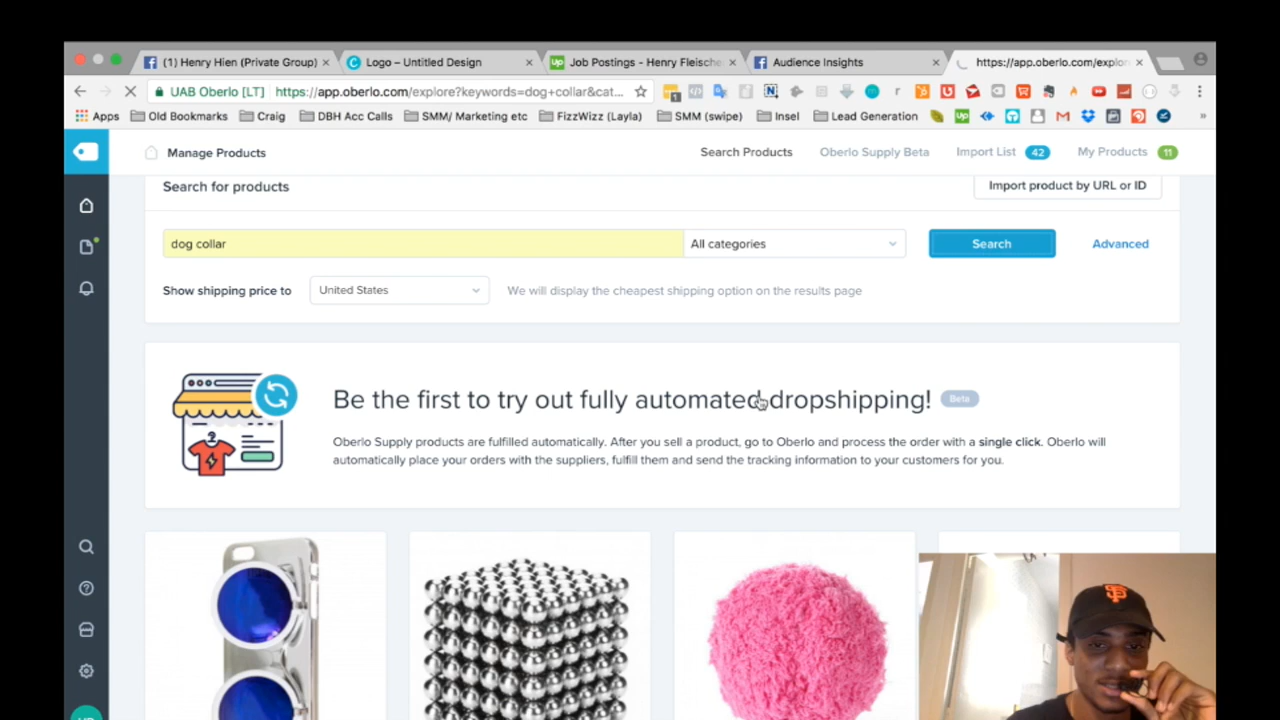 (1) Henry Hien (Private Group)
Logo – Untitled Design
Job Postings - Henry Fleische
Audience Insights
https://app.oberlo.com/explor
UAB Oberlo [LT]
https://app.oberlo.com/explore?keywords=dog+collar&cat...
Apps
Old Bookmarks
Craig
DBH Acc Calls
SMM/ Marketing etc
FizzWizz (Layla)
SMM (swipe)
Insel
Lead Generation
Manage Products
Search Products
Oberlo Supply Beta
Import List 42
My Products 11
Search for products
Import product by URL or ID
dog collar
All categories
Search
Advanced
Show shipping price to
United States
We will display the cheapest shipping option on the results page
Be the first to try out fully automated dropshipping! Beta
Oberlo Supply products are fulfilled automatically. After you sell a product, go to Oberlo and process the order with a single click. Oberlo will
automatically place your orders with the suppliers, fulfill them and send the tracking information to your customers for you.